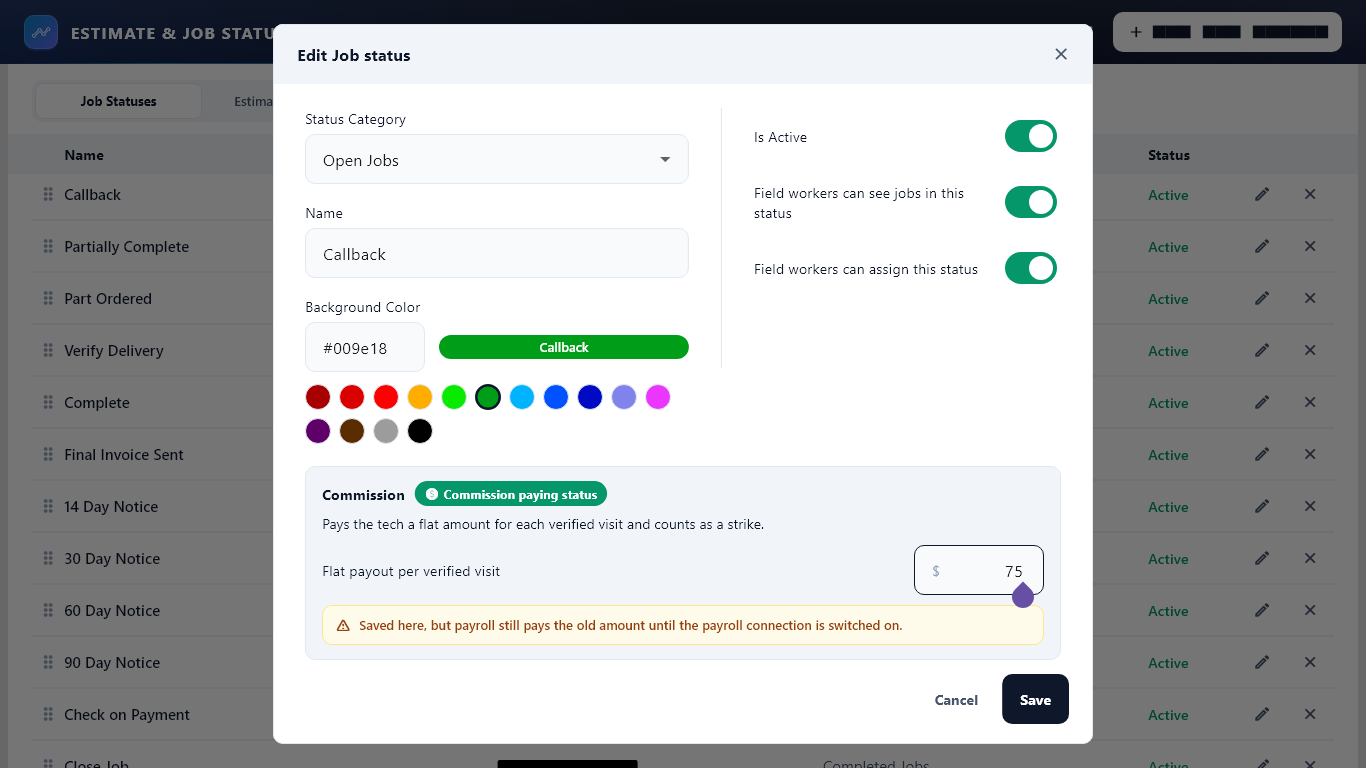 ESTIMATE & JOB STATU
Edit Job status
Job Statuses
Estima
Name
Status
Callback
Active
Partially Complete
Active
Part Ordered
Active
Verify Delivery
Active
Complete
Active
Final Invoice Sent
Active
14 Day Notice
Active
30 Day Notice
Active
60 Day Notice
Active
90 Day Notice
Active
Check on Payment
Active
Close Job
Completed Jobs
Active
Status Category
Open Jobs
Name
Callback
Background Color
#009e18
Callback
Is Active
Field workers can see jobs in this
status
Field workers can assign this status
Commission
Commission paying status
Pays the tech a flat amount for each verified visit and counts as a strike.
Flat payout per verified visit
$ 75
Saved here, but payroll still pays the old amount until the payroll connection is switched on.
Cancel
Save